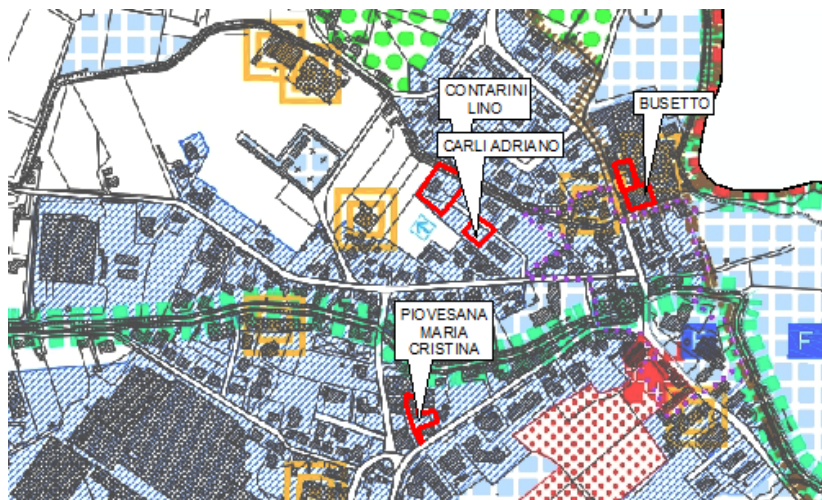 CONTARINI
LINO
BUSETTO
CARLI ADRIANO
PIOVESANA
MARIA
CRISTINA
F